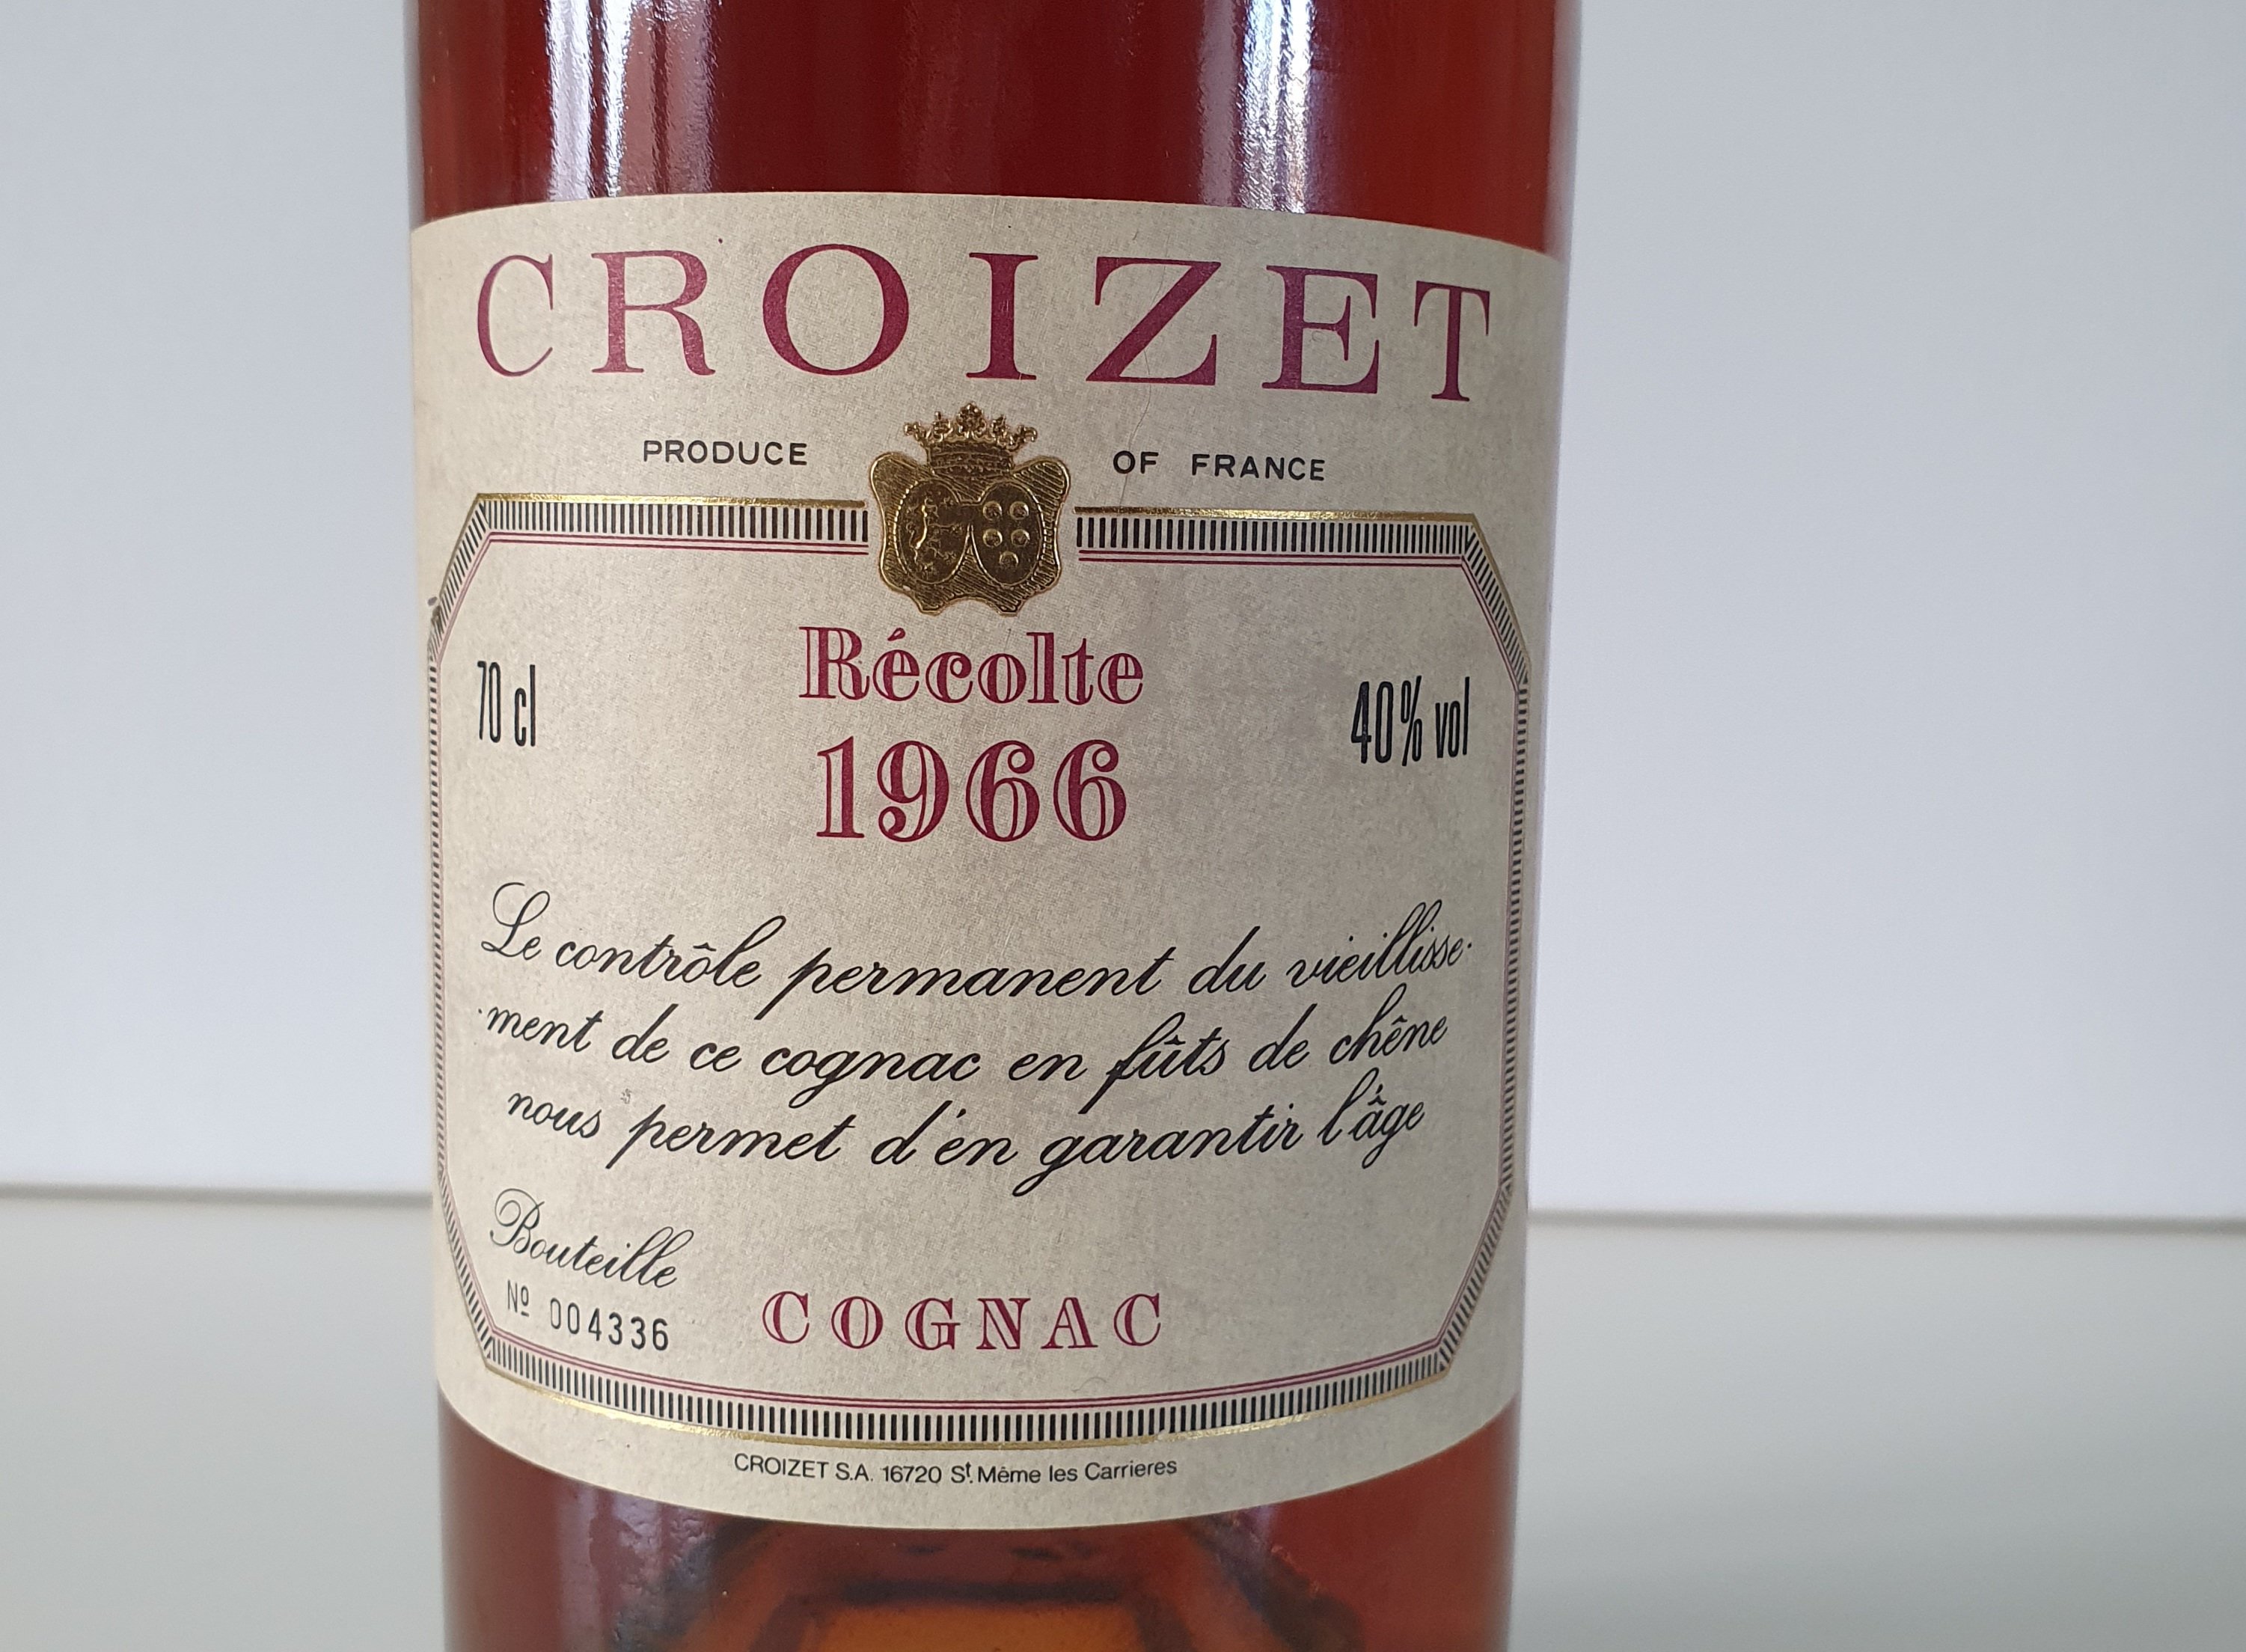 CROIZET
PRODUCE OF FRANCE
Récolte
70 cl 40% vol
1966
Le contrôle permanent du vieillisse-
-ment de ce cognac en fûts de chêne
nous permet d'en garantir l'âge
Bouteille
Nº 004336
COGNAC
CROIZET S.A. 16720 St. Même les Carrieres